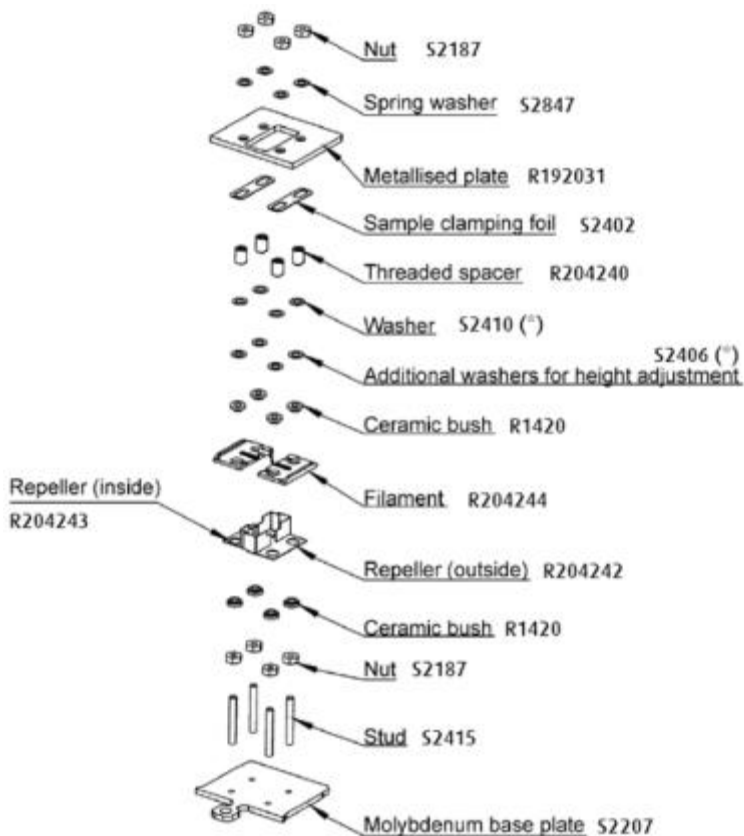 Nut S2187
Spring washer S2847
Metallised plate R192031
Sample clamping foil S2402
Threaded spacer R204240
Washer S2410 (*)
S2406 (*)
Additional washers for height adjustment
Ceramic bush R1420
Filament R204244
Repeller (inside)
R204243
Repeller (outside) R204242
Ceramic bush R1420
Nut S2187
Stud S2415
Molybdenum base plate S2207